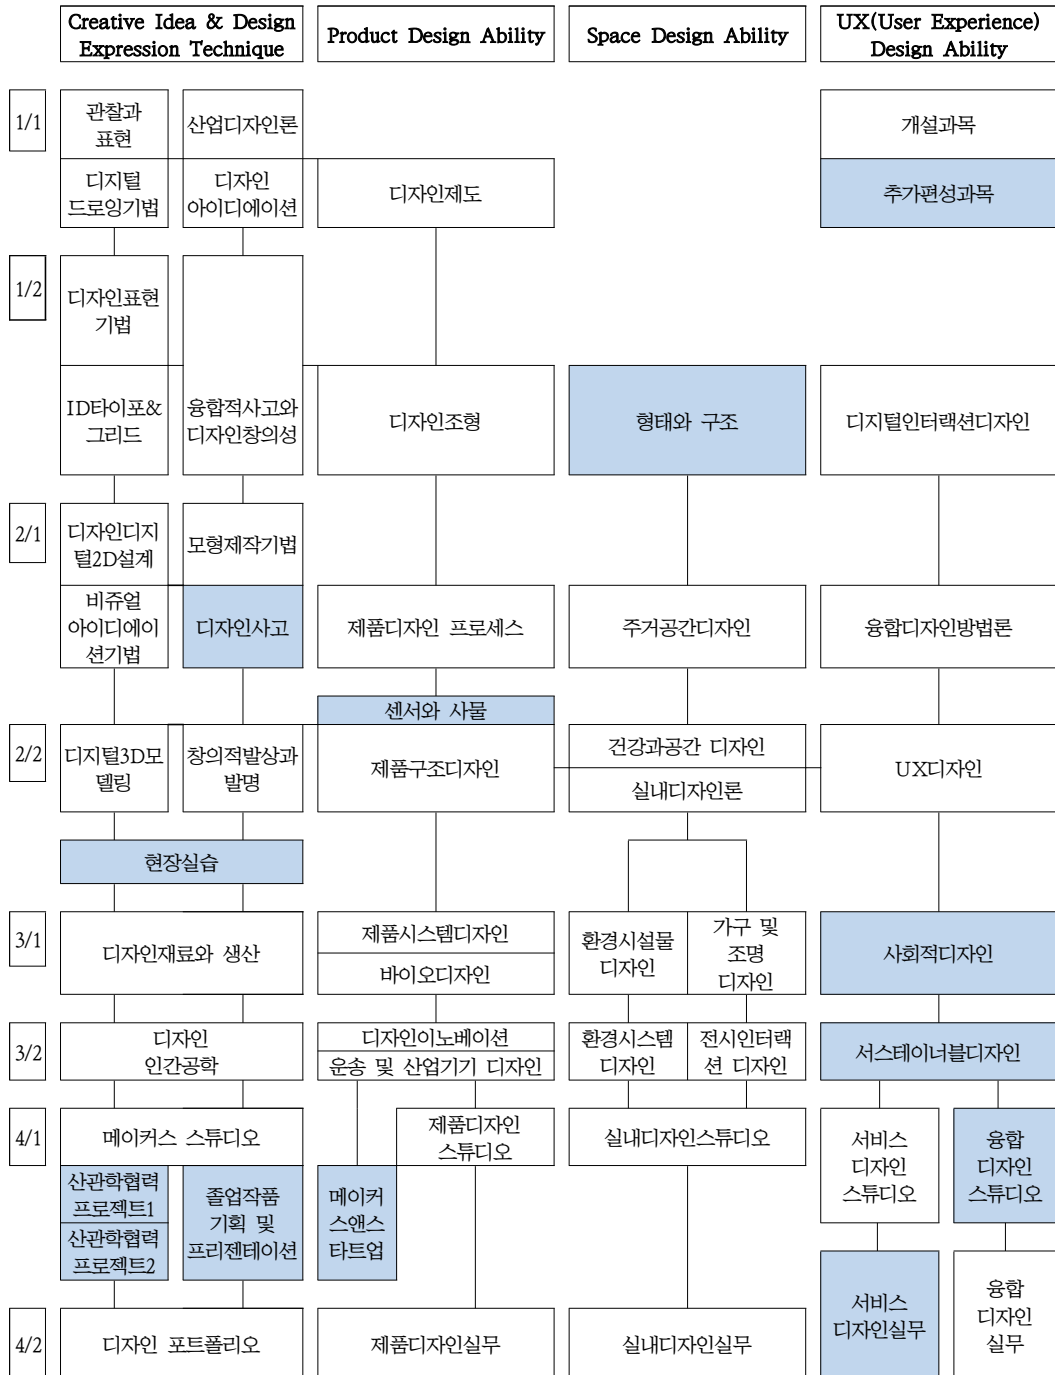 Creative Idea & Design
Expression Technique
Product Design Ability
Space Design Ability
UX(User Experience)
Design Ability
1/1
관찰과
표현
산업디자인론
개설과목
디지털
드로잉기법
디자인
아이디에이션
디자인제도
추가편성과목
1/2
디자인표현
기법
ID타이포&
그리드
융합적사고와
디자인창의성
디자인조형
형태와 구조
디지털인터랙션디자인
2/1
디자인디지
털2D설계
모형제작기법
비쥬얼
아이디에이
션기법
디자인사고
제품디자인 프로세스
주거공간디자인
융합디자인방법론
센서와 사물
2/2
디지털3D모
델링
창의적발상과
발명
제품구조디자인
건강과공간 디자인
실내디자인론
UX디자인
현장실습
3/1
디자인재료와 생산
제품시스템디자인
바이오디자인
환경시설물
디자인
가구 및
조명
디자인
사회적디자인
3/2
디자인
인간공학
디자인이노베이션
운송 및 산업기기 디자인
환경시스템
디자인
전시인터랙
션 디자인
서스테이너블디자인
4/1
메이커스 스튜디오
제품디자인
스튜디오
실내디자인스튜디오
서비스
디자인
스튜디오
융합
디자인
스튜디오
산관학협력
프로젝트1
산관학협력
프로젝트2
졸업작품
기획 및
프리젠테이션
메이커
스앤스
타트업
서비스
디자인실무
융합
디자인
실무
4/2
디자인 포트폴리오
제품디자인실무
실내디자인실무